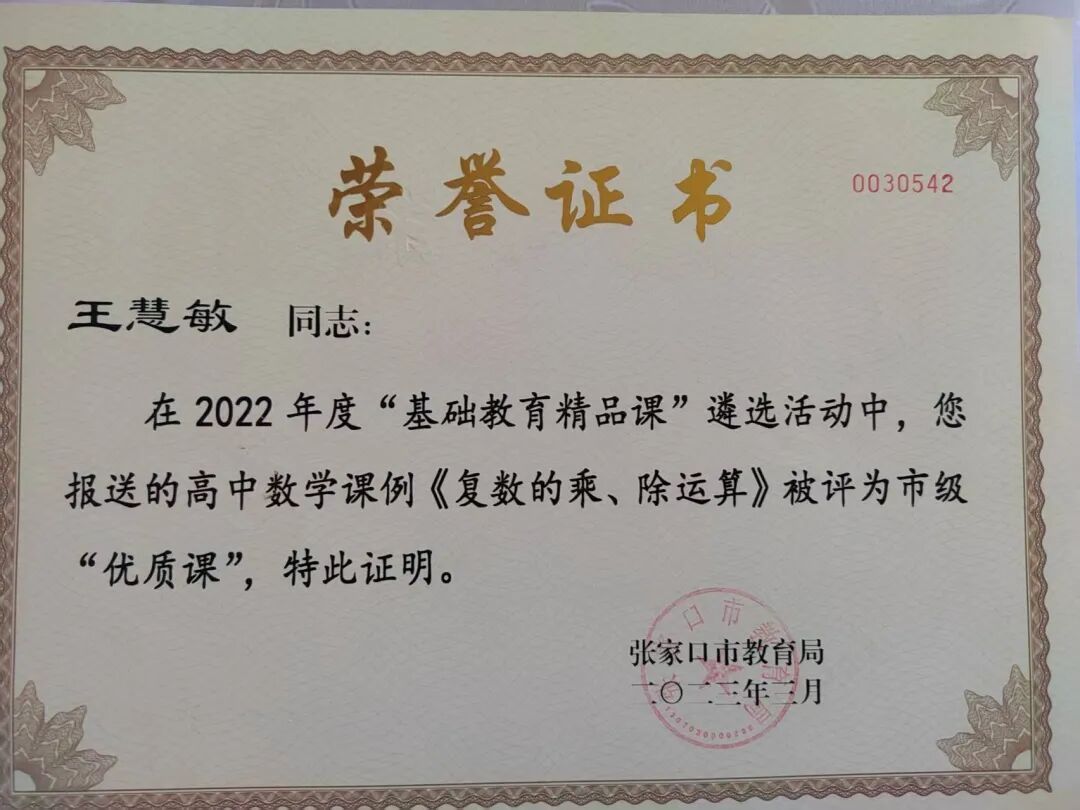 荣誉证书
0030542
王慧敏 同志：
在2022年度“基础教育精品课”遴选活动中，您
报送的高中数学课例《复数的乘、除运算》被评为市级
“优质课”，特此证明。
张家口市教育局
二〇二三年三月